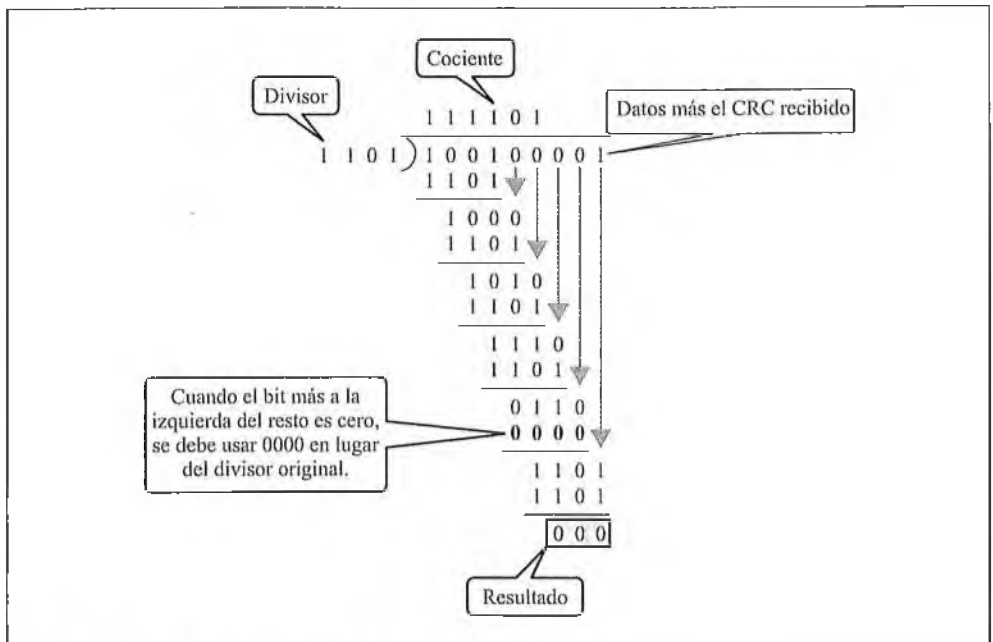 Cociente
Divisor
Datos más el CRC recibido
1 1 1 1 0 1
1 1 0 1 ) 1 0 0 1 0 0 0 0 1
1 1 0 1
1 0 0 0
1 1 0 1
1 0 1 0
1 1 0 1
1 1 1 0
1 1 0 1
Cuando el bit más a la
izquierda del resto es cero,
se debe usar 0000 en lugar
del divisor original.
0 1 1 0
0 0 0 0
1 1 0 1
1 1 0 1
0 0 0
Resultado